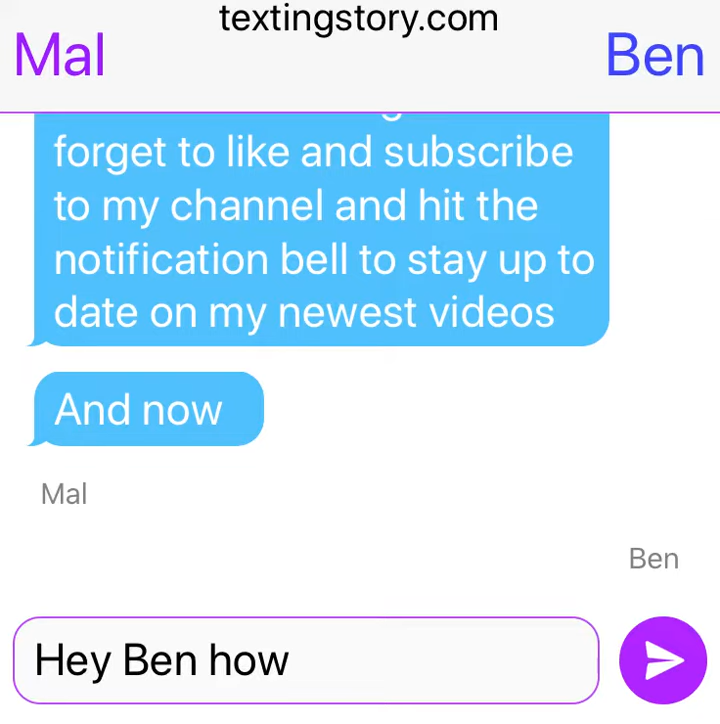 textingstory.com
Mal
Ben
forget to like and subscribe
to my channel and hit the
notification bell to stay up to
date on my newest videos
And now
Mal
Ben
Hey Ben how